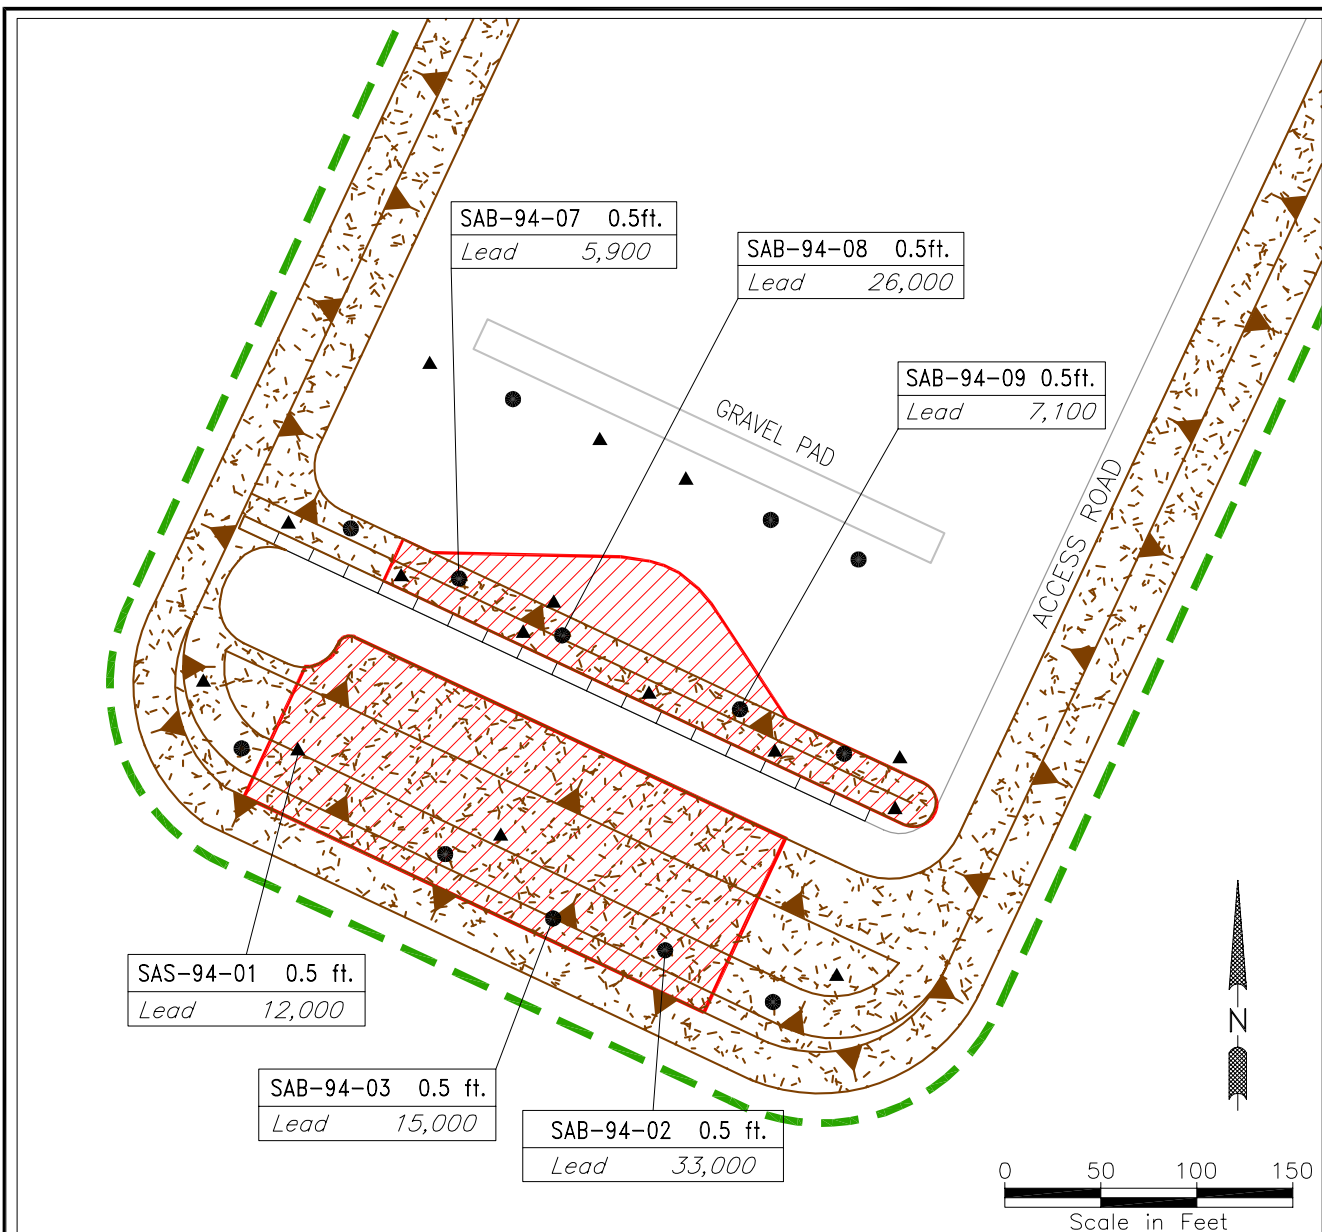 SAB-94-07 0.5ft.
Lead 5,900
SAB-94-08 0.5ft.
Lead 26,000
SAB-94-09 0.5ft.
Lead 7,100
GRAVEL PAD
ACCESS ROAD
SAS-94-01 0.5 ft.
Lead 12,000
SAB-94-03 0.5 ft.
Lead 15,000
SAB-94-02 0.5 ft.
Lead 33,000
N
0 50 100 150
Scale in Feet